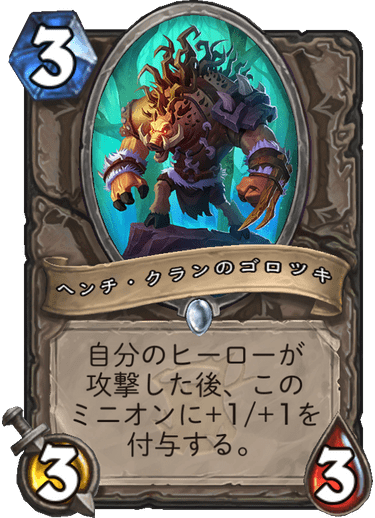 3
ヘンチ・クランのゴロツキ
自分のヒーローが
攻撃した後、この
ミニオンに+1/+1を
付与する。
3
3